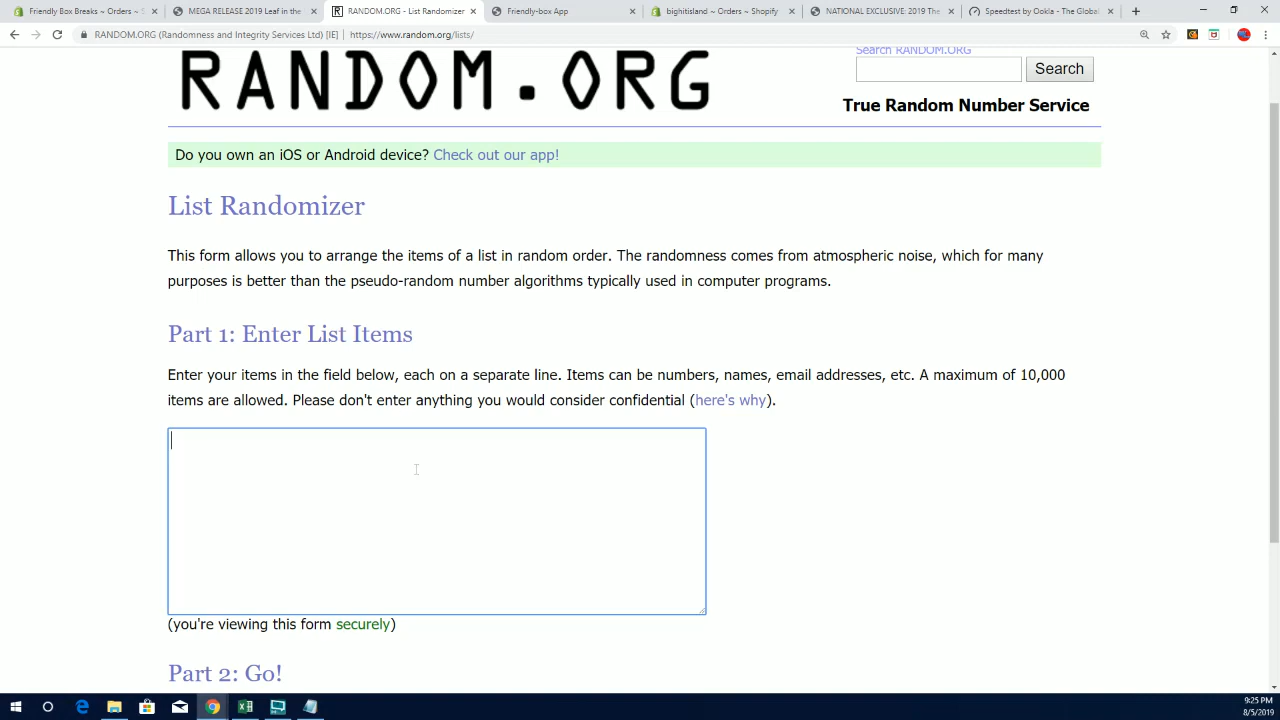 Friendly Box Breaks ~ Orders ~ S
MEGA RELEASE 2019 Leaf in the
RANDOM.ORG - List Randomizer
Friendly-box App
bighitisland ~ Orders ~ Shopify
NATIONAL EXCLUSIVE: 2019 The
Speedtest by Ookla - The Global
RANDOM.ORG (Randomness and Integrity Services Ltd) [IE] | https://www.random.org/lists/
RANDOM.ORG
Search RANDOM.ORG
Search
True Random Number Service
Do you own an iOS or Android device? Check out our app!
List Randomizer
This form allows you to arrange the items of a list in random order. The randomness comes from atmospheric noise, which for many
purposes is better than the pseudo-random number algorithms typically used in computer programs.
Part 1: Enter List Items
Enter your items in the field below, each on a separate line. Items can be numbers, names, email addresses, etc. A maximum of 10,000
items are allowed. Please don't enter anything you would consider confidential (here's why).
(you're viewing this form securely)
Part 2: Go!
9:25 PM
8/5/2019